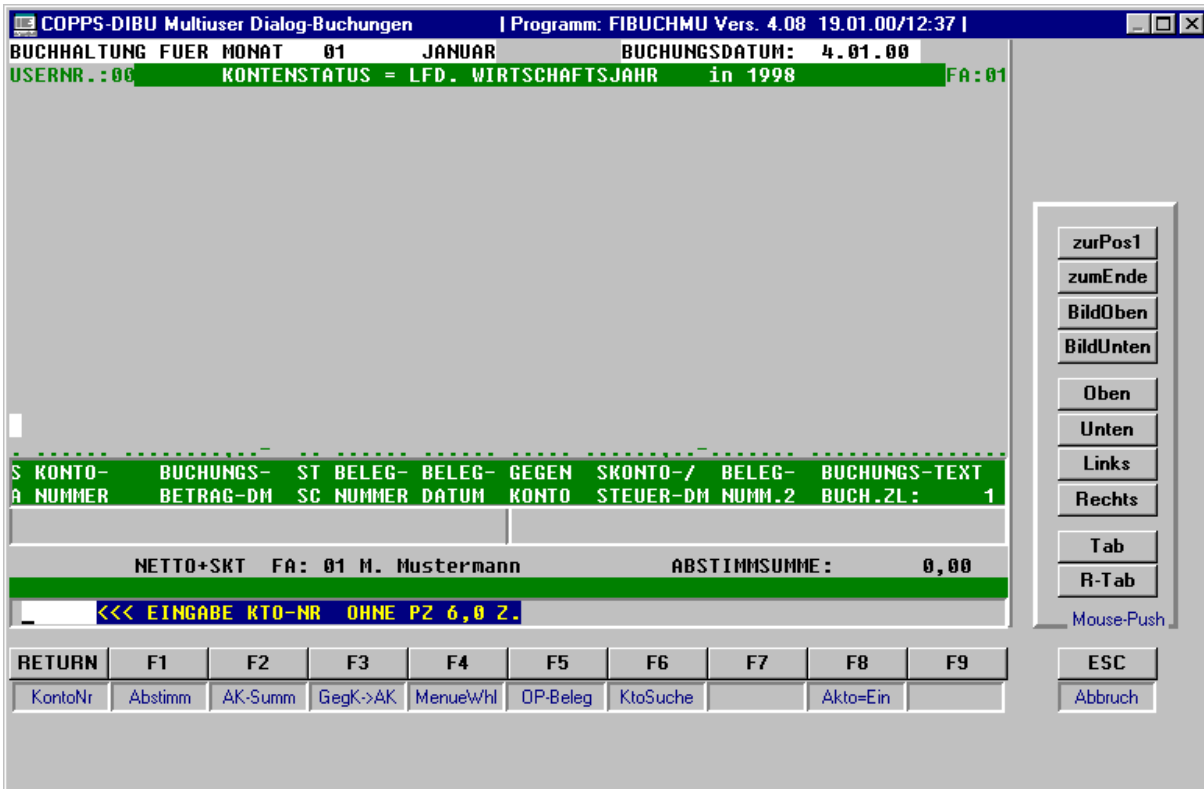 COPPS-DIBU Multiuser Dialog-Buchungen | Programm: FIBUCHMU Vers. 4.08 19.01.00/12:37 |
BUCHHALTUNG FUER MONAT 01 JANUAR BUCHUNGSDATUM: 4.01.00
USERNR.:00 KONTENSTATUS = LFD. WIRTSCHAFTSJAHR in 1998 FA:01
zurPos1
zumEnde
BildOben
BildUnten
Oben
Unten
Links
Rechts
Tab
R-Tab
Mouse-Push
S KONTO- BUCHUNGS- ST BELEG- BELEG- GEGEN SKONTO-/ BELEG- BUCHUNGS-TEXT
A NUMMER BETRAG-DM SC NUMMER DATUM KONTO STEUER-DM NUMM.2 BUCH.ZL: 1
NETTO+SKT FA: 01 M. Mustermann ABSTIMMSUMME: 0,00
_ <<< EINGABE KTO-NR OHNE PZ 6,0 Z.
RETURN F1 F2 F3 F4 F5 F6 F7 F8 F9 ESC
KontoNr Abstimm AK-Summ GegK->AK MenueWhl OP-Beleg KtoSuche Akto=Ein Abbruch